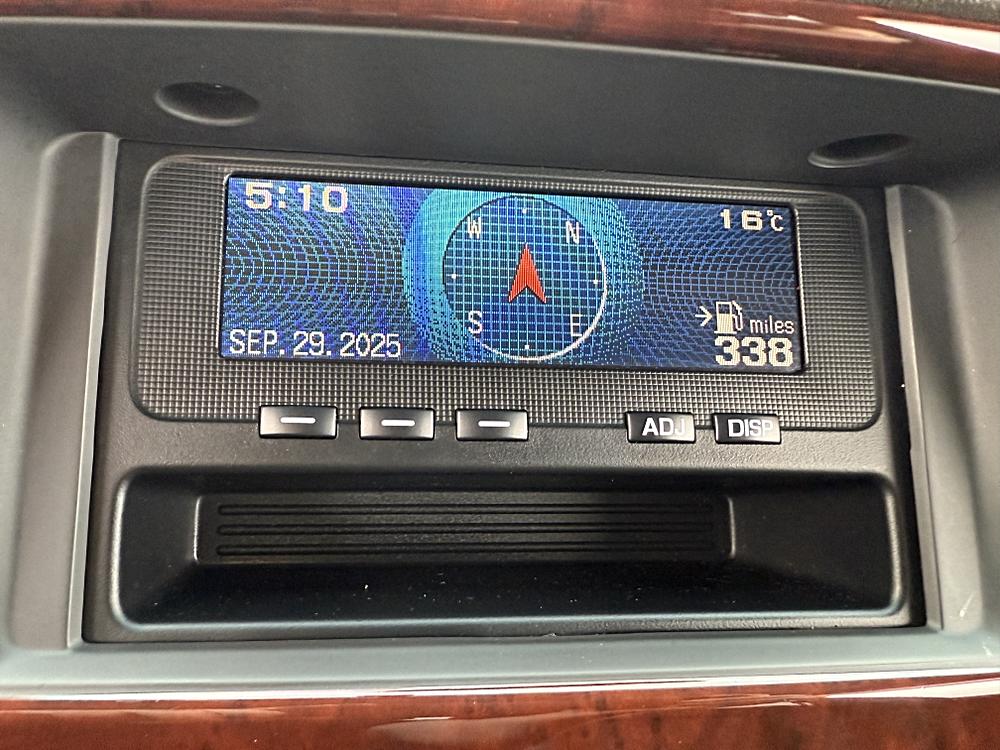 5:10
16°C
W N
S E
miles
338
SEP. 29. 2025
ADJ DISP